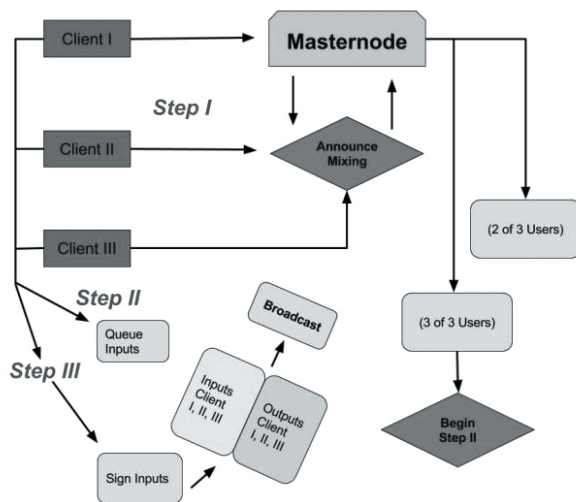 Client I
Masternode
Step I
Client II
Announce
Mixing
Client III
(2 of 3 Users)
Step II
Queue
Inputs
Broadcast
(3 of 3 Users)
Step III
Inputs
Client
I, II, III
Outputs
Client
I, II, III
Sign Inputs
Begin
Step II